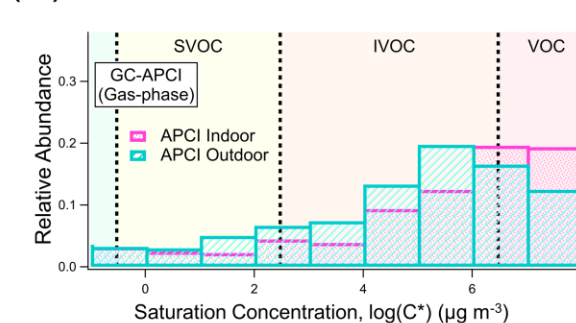 SVOC
IVOC
VOC
GC-APCI
(Gas-phase)
APCI Indoor
APCI Outdoor
Relative Abundance
0.3
0.2
0.1
0.0
0
2
4
6
Saturation Concentration, log(C*) (μg m-3)